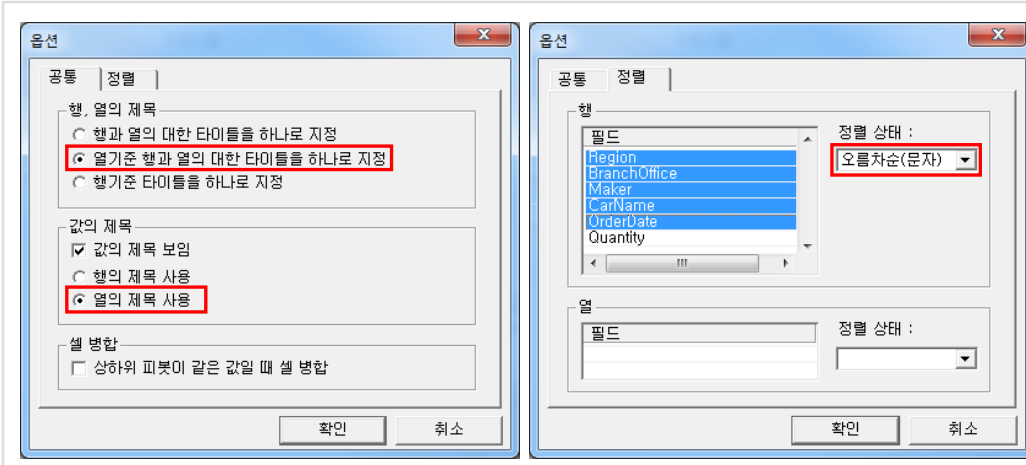 옵션
공통
정렬
행, 열의 제목
행과 열의 대한 타이틀을 하나로 지정
열기준 행과 열의 대한 타이틀을 하나로 지정
행기준 타이틀을 하나로 지정
값의 제목
값의 제목 보임
행의 제목 사용
열의 제목 사용
셀 병합
상하위 피봇이 같은 값일 때 셀 병합
확인
취소
옵션
공통
정렬
행
필드
Region
BranchOffice
Maker
CarName
OrderDate
Quantity
정렬 상태 :
오름차순(문자)
열
필드
정렬 상태 :
확인
취소